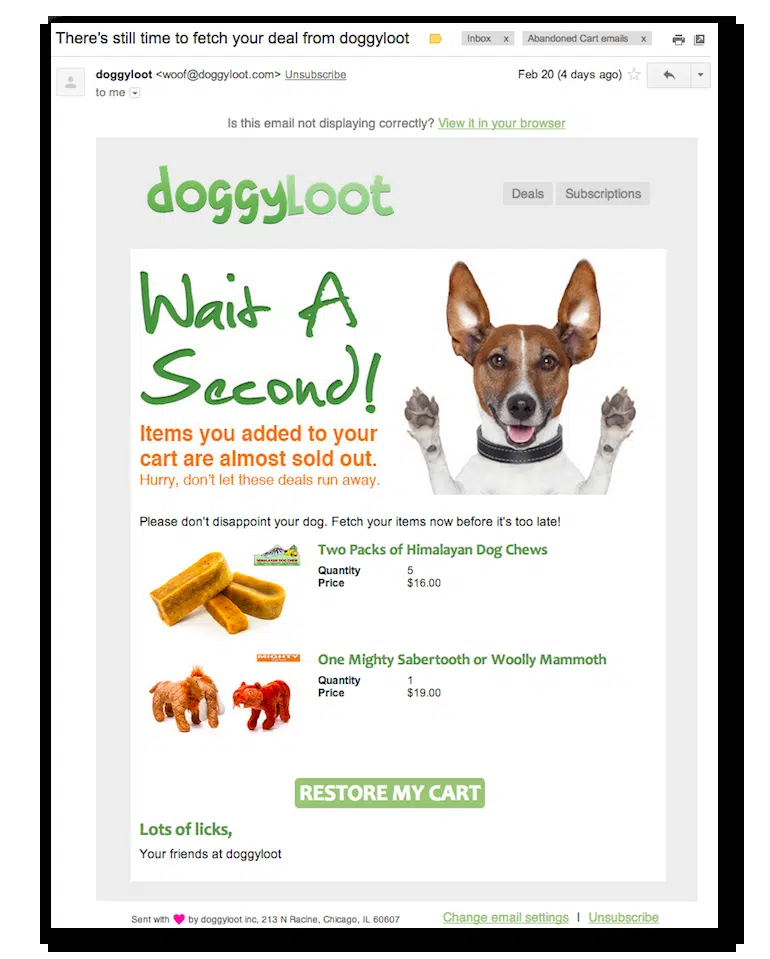 There's still time to fetch your deal from doggyloot
Inbox x Abandoned Cart emails x
doggyloot <woof@doggyloot.com> Unsubscribe
Feb 20 (4 days ago)
to me
Is this email not displaying correctly? View it in your browser
doggyLoot
Deals Subscriptions
Wait A
Second!
Items you added to your
cart are almost sold out.
Hurry, don't let these deals run away.
Please don't disappoint your dog. Fetch your items now before it's too late!
HIMALAYAN DOG CHEW
Two Packs of Himalayan Dog Chews
Quantity 5
Price $16.00
MIGHTY
One Mighty Sabertooth or Woolly Mammoth
Quantity 1
Price $19.00
RESTORE MY CART
Lots of licks,
Your friends at doggyloot
Sent with by doggyloot inc, 213 N Racine, Chicago, IL 60607
Change email settings | Unsubscribe